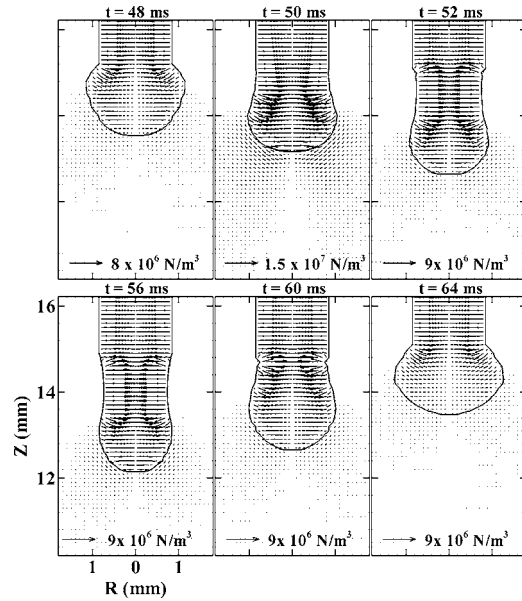 t = 48 ms
t = 50 ms
t = 52 ms
8 x 10⁶ N/m³
1.5 x 10⁷ N/m³
9x 10⁶ N/m³
t = 56 ms
t = 60 ms
t = 64 ms
16
14
12
Z (mm)
9x 10⁶ N/m³
9x 10⁶ N/m³
9x 10⁶ N/m³
1 0 1
R (mm)